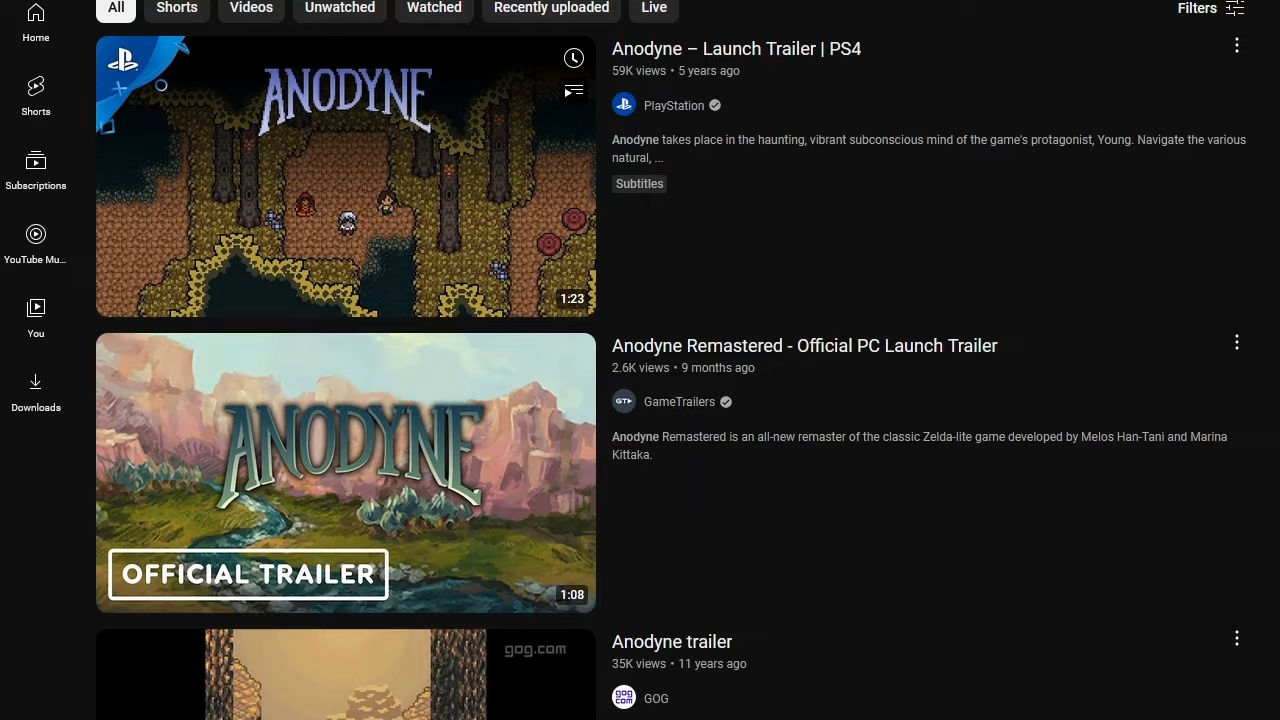 All
Shorts
Videos
Unwatched
Watched
Recently uploaded
Live
Filters
Home
Shorts
Subscriptions
YouTube Mu...
You
Downloads
ANODYNE
1:23
Anodyne – Launch Trailer | PS4
59K views • 5 years ago
PlayStation
Anodyne takes place in the haunting, vibrant subconscious mind of the game's protagonist, Young. Navigate the various
natural, ...
Subtitles
ANODYNE
OFFICIAL TRAILER
1:08
Anodyne Remastered - Official PC Launch Trailer
2.6K views • 9 months ago
GT
GameTrailers
Anodyne Remastered is an all-new remaster of the classic Zelda-lite game developed by Melos Han-Tani and Marina
Kittaka.
gog.com
Anodyne trailer
35K views • 11 years ago
gog
com
GOG